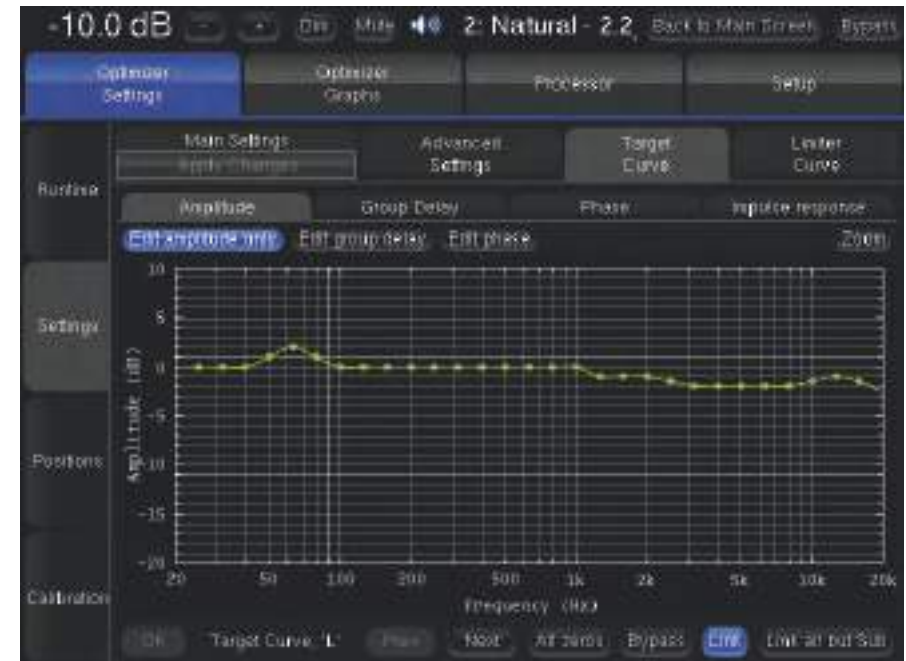 -10.0 dB - + Dim Mute 2: Natural - 2.2, Back to Main Screen Bypass
Optimizer Settings
Optimizer Graphs
Processor
Setup
Runtime
Settings
Positions
Calibration
Main Settings
Apply Changes
Advanced Settings
Target Curve
Limiter Curve
Amplitude Group Delay Phase Impulse response
Edit amplitude only Edit group delay Edit phase Zoom
10
5
0
-5
-10
-15
-20
Amplitude (dB)
20 50 100 200 500 1k 2k 5k 10k 20k
Frequency (Hz)
OK Target Curve 'L' Prev Next All zeros Bypass Link Link all but Sub